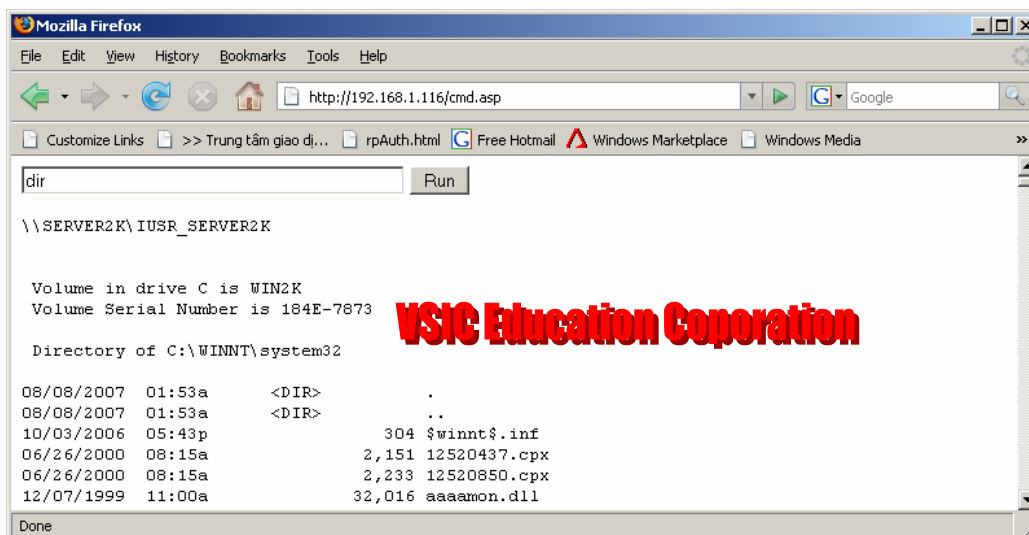 Mozilla Firefox
File Edit View History Bookmarks Tools Help
http://192.168.1.116/cmd.asp
G Google
Customize Links >> Trung tâm giao dị... rpAuth.html G Free Hotmail Windows Marketplace Windows Media »
dir Run
\\SERVER2K\IUSR_SERVER2K
Volume in drive C is WIN2K
Volume Serial Number is 184E-7873
VSIC Education Coporation
Directory of C:\WINNT\system32
08/08/2007 01:53a <DIR> .
08/08/2007 01:53a <DIR> ..
10/03/2006 05:43p 304 $winnt$.inf
06/26/2000 08:15a 2,151 12520437.cpx
06/26/2000 08:15a 2,233 12520850.cpx
12/07/1999 11:00a 32,016 aaaamon.dll
Done